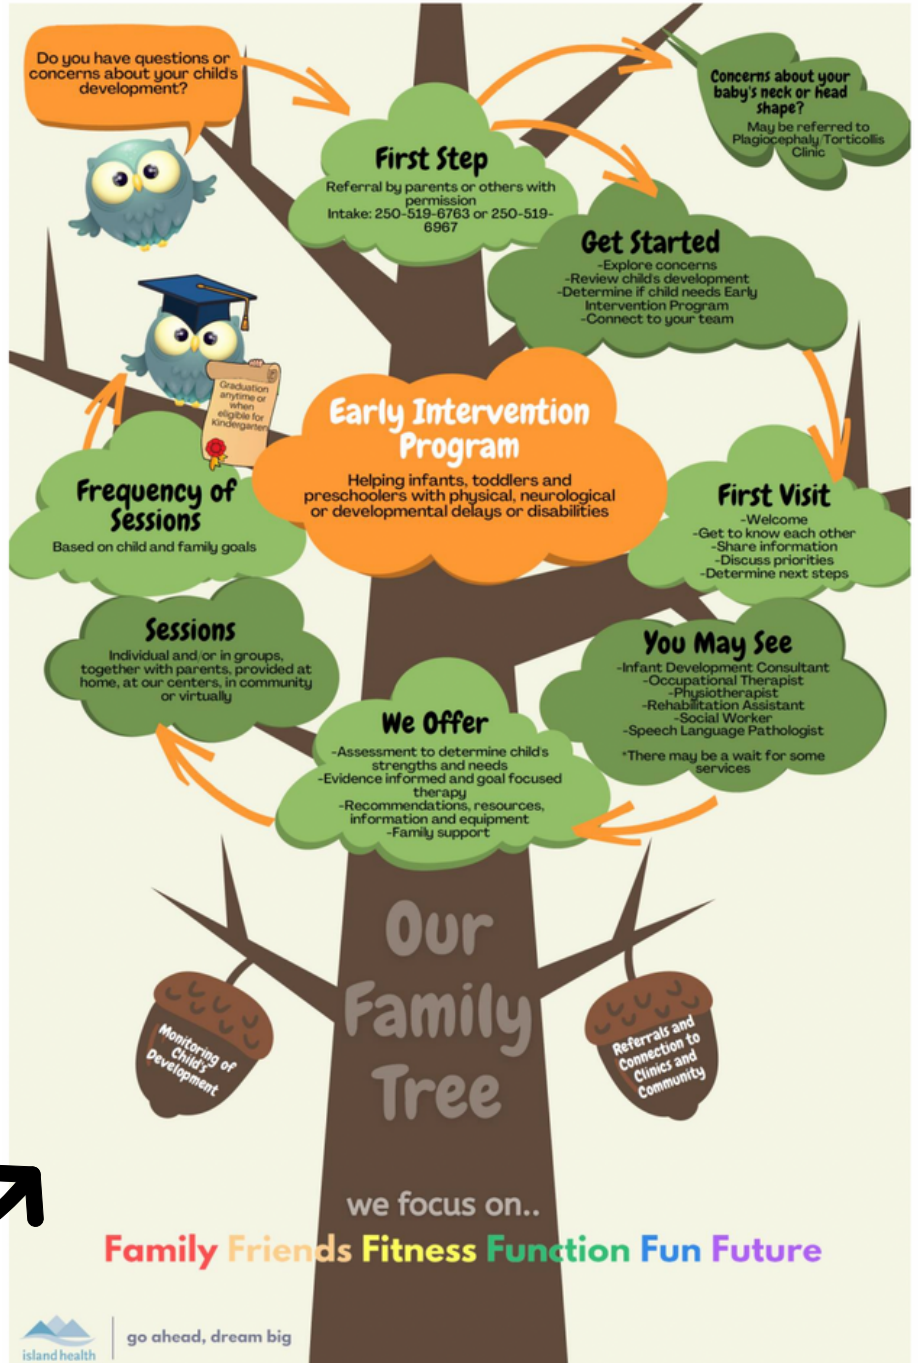 Do you have questions or
concerns about your child's
development?
First Step
Referral by parents or others with
permission
Intake: 250-519-6763 or 250-519-
6967
Concerns about your
baby's neck or head
shape?
May be referred to
Plagiocephaly/Torticollis
Clinic
Get Started
-Explore concerns
-Review child's development
-Determine if child needs Early
Intervention Program
-Connect to your team
Graduation
anytime or
when
eligible for
Kindergarten
Early Intervention
Program
Helping infants, toddlers and
preschoolers with physical, neurological
or developmental delays or disabilities
First Visit
-Welcome
-Get to know each other
-Share information
-Discuss priorities
-Determine next steps
Frequency of
Sessions
Based on child and family goals
Sessions
Individual and/or in groups,
together with parents, provided at
home, at our centers, in community
or virtually
You May See
-Infant Development Consultant
-Occupational Therapist
-Physiotherapist
-Rehabilitation Assistant
-Social Worker
-Speech Language Pathologist
*There may be a wait for some
services
We Offer
-Assessment to determine child's
strengths and needs
-Evidence informed and goal focused
therapy
-Recommendations, resources,
information and equipment
-Family support
Our
Family
Tree
Monitoring of
Child's
Development
Referrals and
Connection to
Clinics and
Community
we focus on..
Family Friends Fitness Function Fun Future
island health
go ahead, dream big